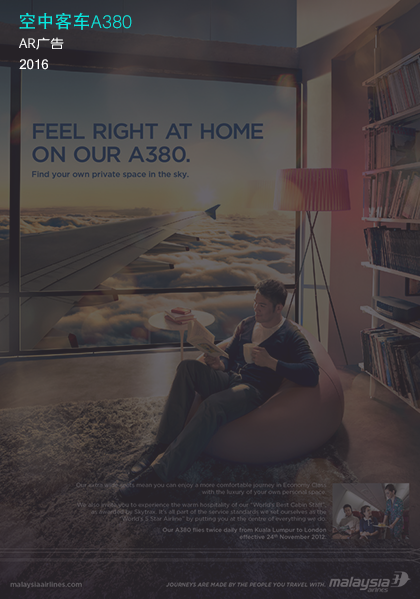 空中客车A380
AR广告
2016
FEEL RIGHT AT HOME
ON OUR A380.
Find your own private space in the sky.
Our extra wide seats mean you can enjoy a more comfortable journey in Economy Class
with the luxury of your own personal space.
We also invite you to experience the warm hospitality of our "World's Best Cabin Staff"
as awarded by Skytrax. It's all part of the service standards we set ourselves as the
"World's 5 Star Airline" by putting you at the centre of everything we do.
Our A380 flies twice daily from Kuala Lumpur to London
effective 24th November 2012.
malaysiaairlines.com
JOURNEYS ARE MADE BY THE PEOPLE YOU TRAVEL WITH.
malaysia
airlines